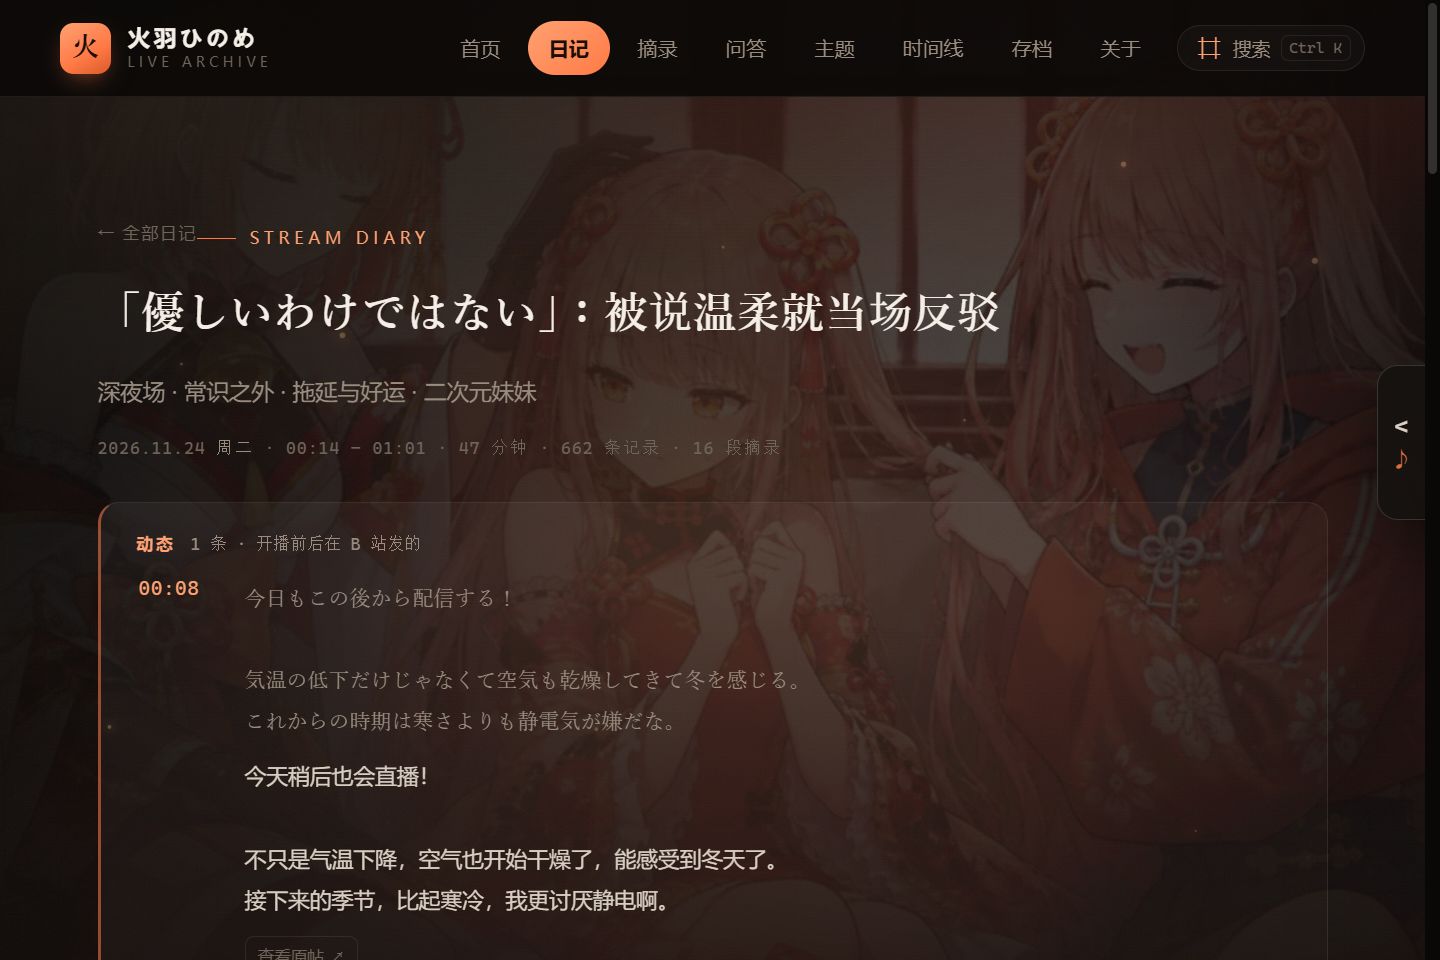 火 火羽ひのめ
LIVE ARCHIVE
首页 日记 摘录 问答 主题 时间线 存档 关于 搜索 Ctrl K
← 全部日记 STREAM DIARY
「優しいわけではない」：被说温柔就当场反驳
深夜场 · 常识之外 · 拖延与好运 · 二次元妹妹
2026.11.24 周二 · 00:14 – 01:01 · 47 分钟 · 662 条记录 · 16 段摘录
<
♪
动态 1 条 · 开播前后在 B 站发的
00:08
今日もこの後から配信する！
気温の低下だけじゃなくて空気も乾燥してきて冬を感じる。
これからの時期は寒さよりも静電気が嫌だな。
今天稍后也会直播！
不只是气温下降，空气也开始干燥了，能感受到冬天了。
接下来的季节，比起寒冷，我更讨厌静电啊。
查看原帖 ↗